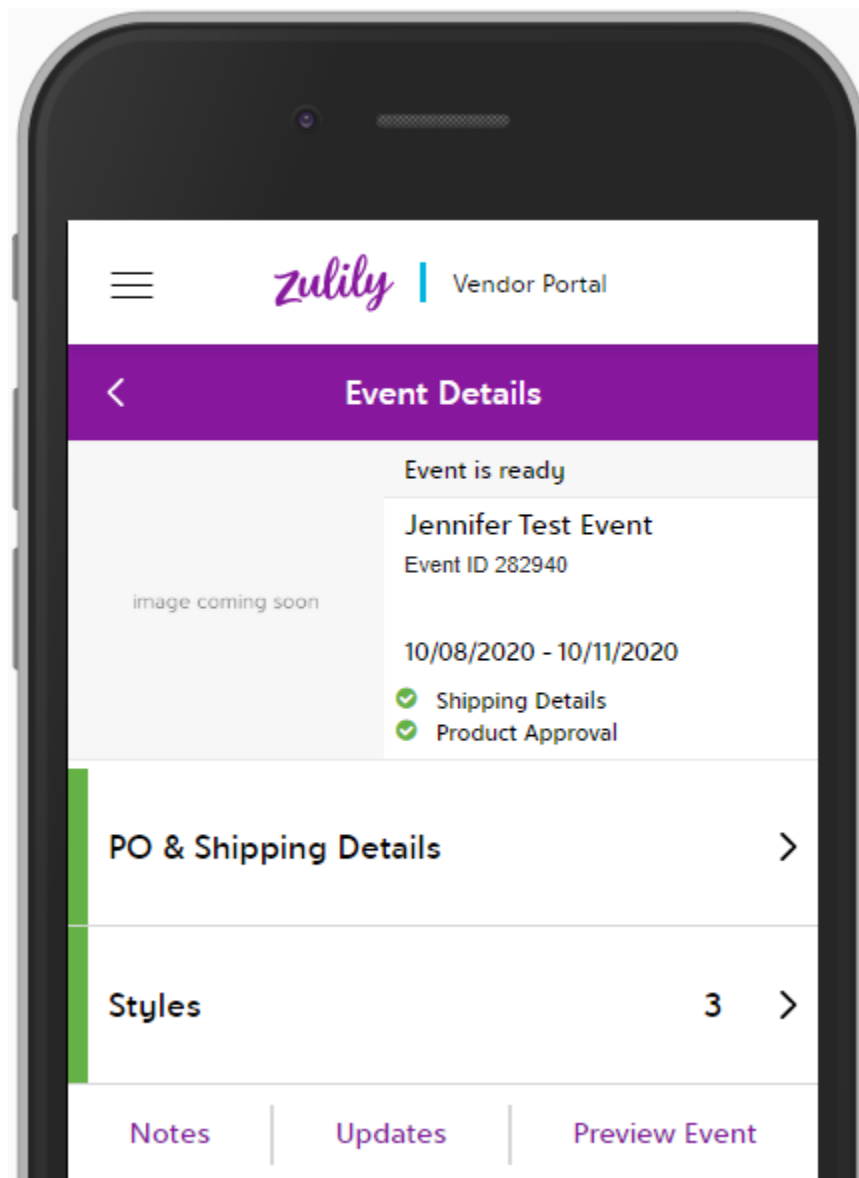 zulily | Vendor Portal
Event Details
Event is ready
image coming soon
Jennifer Test Event
Event ID 282940
10/08/2020 - 10/11/2020
Shipping Details
Product Approval
PO & Shipping Details
Styles 3
Notes Updates Preview Event